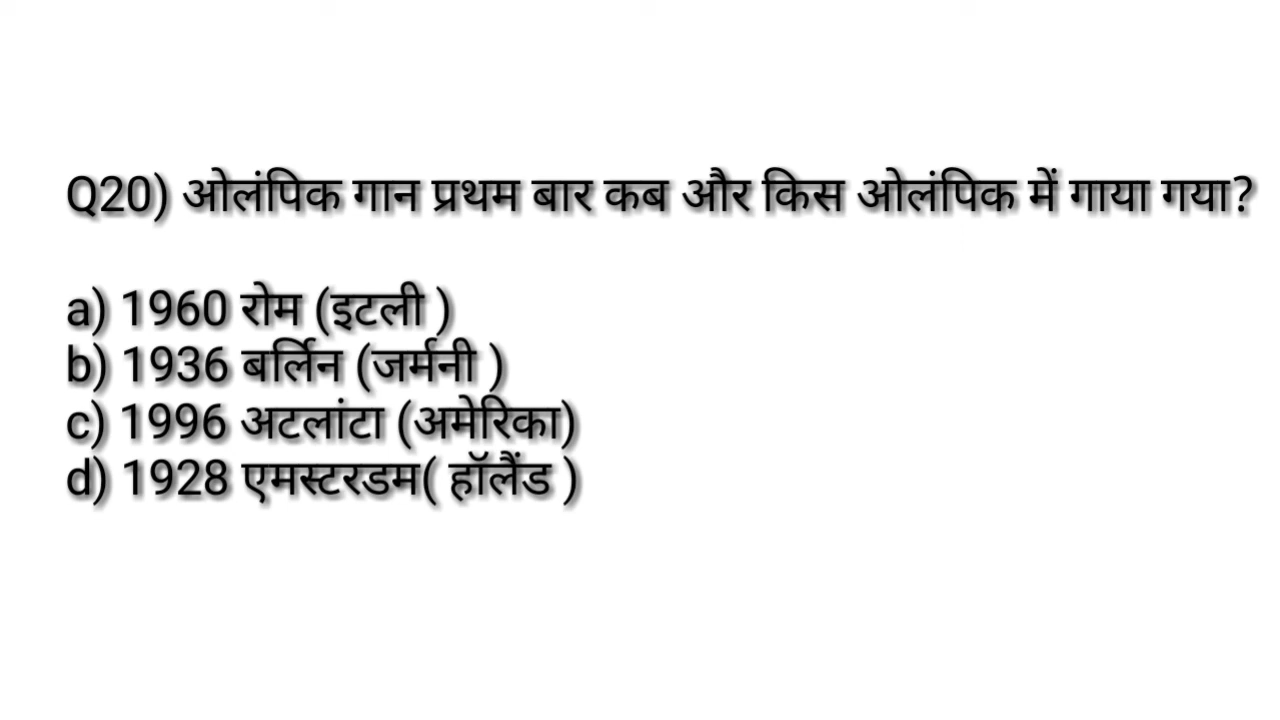 Q20) ओलंपिक गान प्रथम बार कब और किस ओलंपिक में गाया गया?
a) 1960 रोम (इटली )
b) 1936 बर्लिन (जर्मनी )
c) 1996 अटलांटा (अमेरिका)
d) 1928 एमस्टरडम( हॉलैंड )